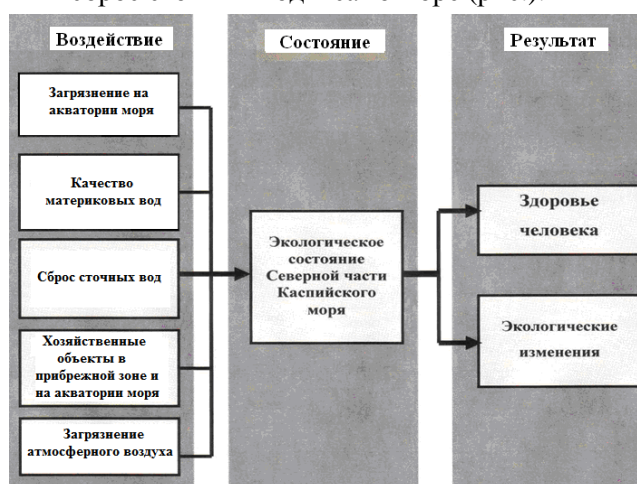 Воздействие
Состояние
Результат
Загрязнение на
акватории моря
Качество
материковых вод
Сброс сточных вод
Хозяйственные
объекты в
прибрежной зоне и
на акватории моря
Загрязнение
атмосферного воздуха
Экологическое
состояние
Северной части
Каспийского
моря
Здоровье
человека
Экологические
изменения